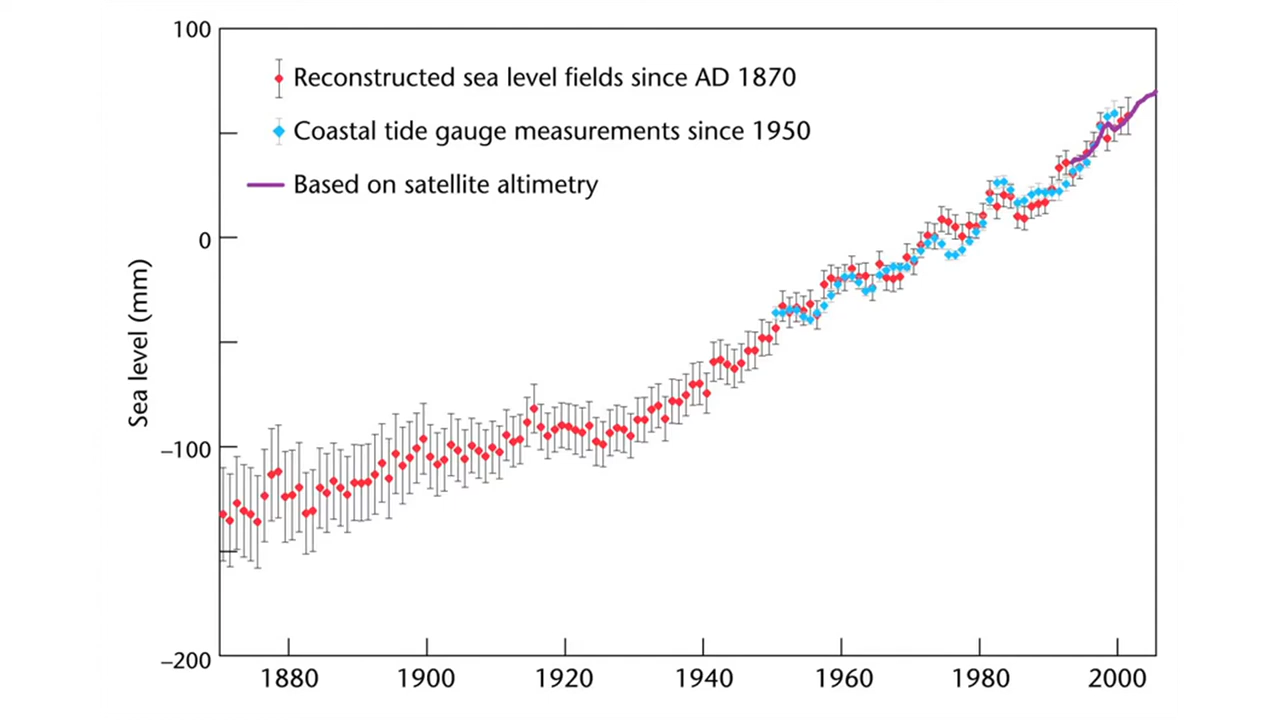 100
Reconstructed sea level fields since AD 1870
Coastal tide gauge measurements since 1950
Based on satellite altimetry
0
Sea level (mm)
–100
–200
1880 1900 1920 1940 1960 1980 2000